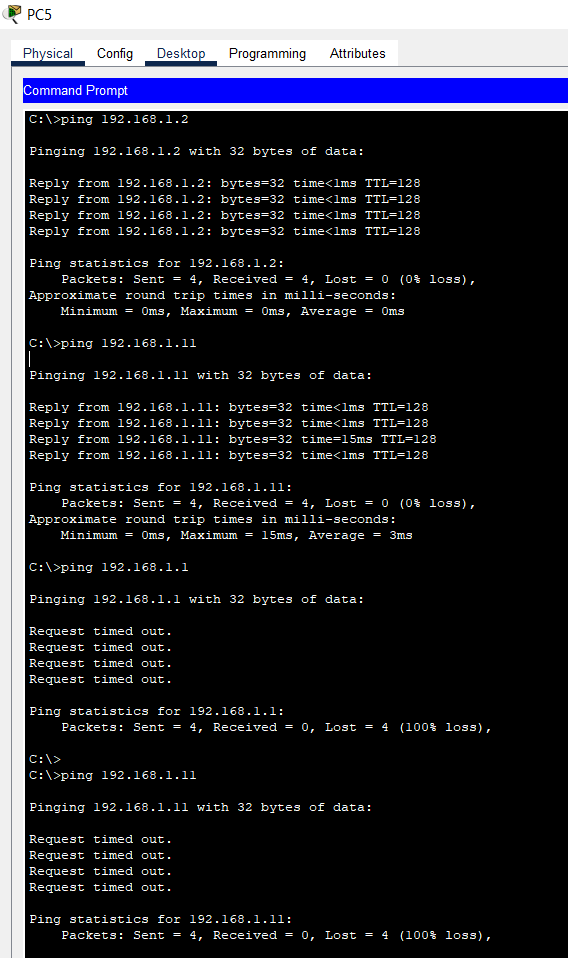 PC5
Physical Config Desktop Programming Attributes
Command Prompt
C:\>ping 192.168.1.2
Pinging 192.168.1.2 with 32 bytes of data:
Reply from 192.168.1.2: bytes=32 time<1ms TTL=128
Reply from 192.168.1.2: bytes=32 time<1ms TTL=128
Reply from 192.168.1.2: bytes=32 time<1ms TTL=128
Reply from 192.168.1.2: bytes=32 time<1ms TTL=128
Ping statistics for 192.168.1.2:
Packets: Sent = 4, Received = 4, Lost = 0 (0% loss),
Approximate round trip times in milli-seconds:
Minimum = 0ms, Maximum = 0ms, Average = 0ms
C:\>ping 192.168.1.11
Pinging 192.168.1.11 with 32 bytes of data:
Reply from 192.168.1.11: bytes=32 time<1ms TTL=128
Reply from 192.168.1.11: bytes=32 time<1ms TTL=128
Reply from 192.168.1.11: bytes=32 time=15ms TTL=128
Reply from 192.168.1.11: bytes=32 time<1ms TTL=128
Ping statistics for 192.168.1.11:
Packets: Sent = 4, Received = 4, Lost = 0 (0% loss),
Approximate round trip times in milli-seconds:
Minimum = 0ms, Maximum = 15ms, Average = 3ms
C:\>ping 192.168.1.1
Pinging 192.168.1.1 with 32 bytes of data:
Request timed out.
Request timed out.
Request timed out.
Request timed out.
Ping statistics for 192.168.1.1:
Packets: Sent = 4, Received = 0, Lost = 4 (100% loss),
C:\>
C:\>ping 192.168.1.11
Pinging 192.168.1.11 with 32 bytes of data:
Request timed out.
Request timed out.
Request timed out.
Request timed out.
Ping statistics for 192.168.1.11:
Packets: Sent = 4, Received = 0, Lost = 4 (100% loss),